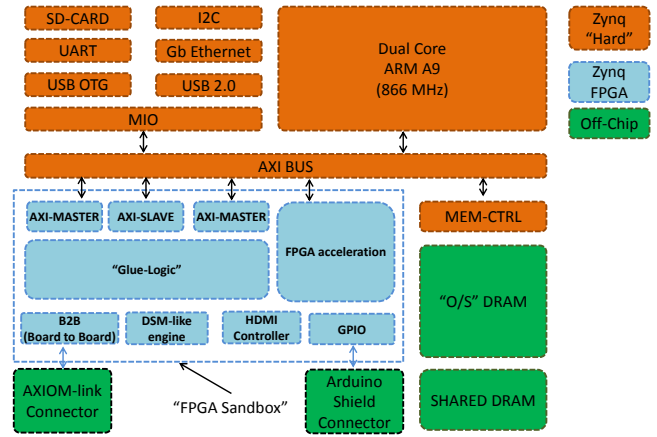 SD-CARD
I2C
UART
Gb Ethernet
USB OTG
USB 2.0
MIO
Dual Core
ARM A9
(866 MHz)
Zynq
“Hard”
Zynq
FPGA
Off-Chip
AXI BUS
AXI-MASTER
AXI-SLAVE
AXI-MASTER
FPGA acceleration
MEM-CTRL
“Glue-Logic”
“O/S” DRAM
B2B
(Board to Board)
DSM-like
engine
HDMI
Controller
GPIO
AXIOM-link
Connector
“FPGA Sandbox”
Arduino
Shield
Connector
SHARED DRAM